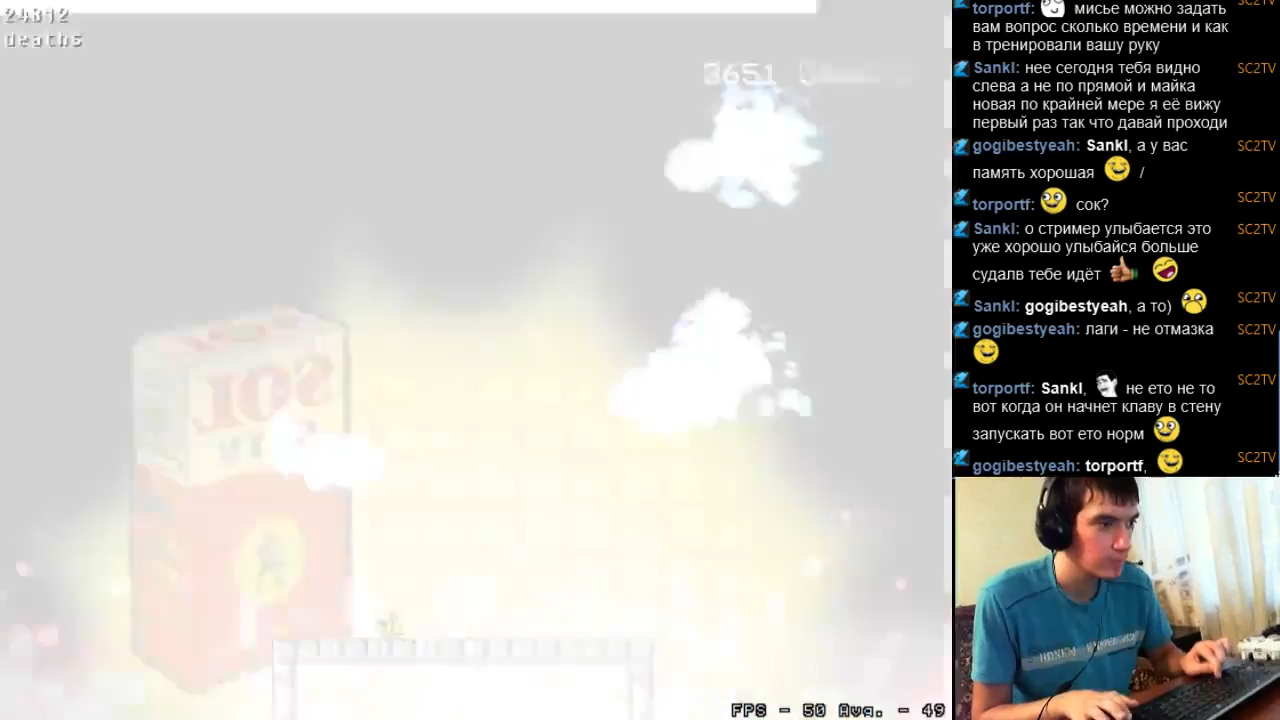 24812
deaths
3651
SOL
FPS - 50 Avg. - 49
torportf: мисье можно задать SC2TV
вам вопрос сколько времени и как
в тренировали вашу руку
Sankl: нее сегодня тебя видно SC2TV
слева а не по прямой и майка
новая по крайней мере я её вижу
первый раз так что давай проходи
gogibestyeah: Sankl, а у вас SC2TV
память хорошая /
torportf: сок? SC2TV
Sankl: о стример улыбается это SC2TV
уже хорошо улыбайся больше
судалв тебе идёт
Sankl: gogibestyeah, а то) SC2TV
gogibestyeah: лаги - не отмазка SC2TV
torportf: Sankl, не ето не то SC2TV
вот когда он начнет клаву в стену
запускать вот ето норм
gogibestyeah: torportf, SC2TV